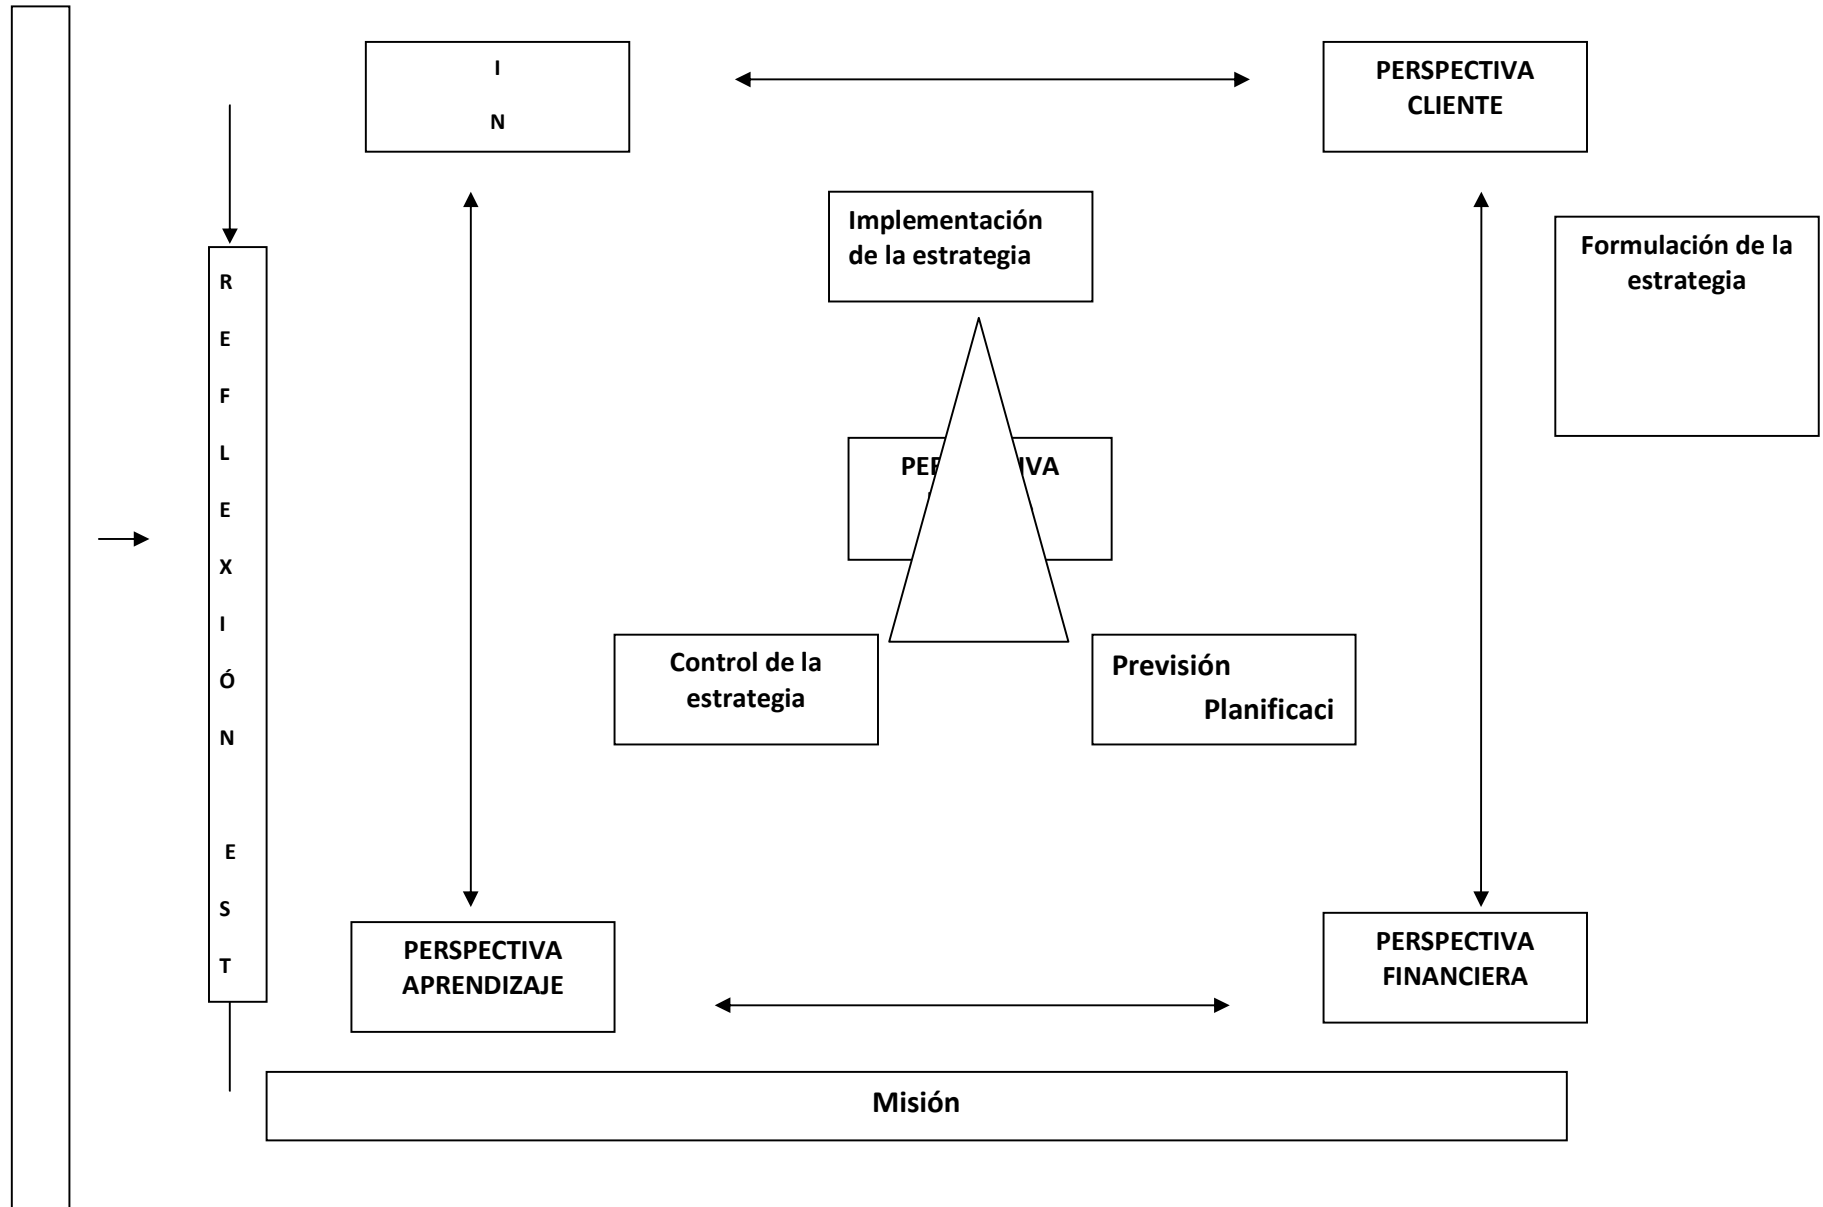 I
N
PERSPECTIVA
CLIENTE
Implementación
de la estrategia
Formulación de la
estrategia
R
E
F
L
E
X
I
Ó
N
E
S
T
Control de la
estrategia
Previsión
Planificaci
PERSPECTIVA
APRENDIZAJE
PERSPECTIVA
FINANCIERA
Misión